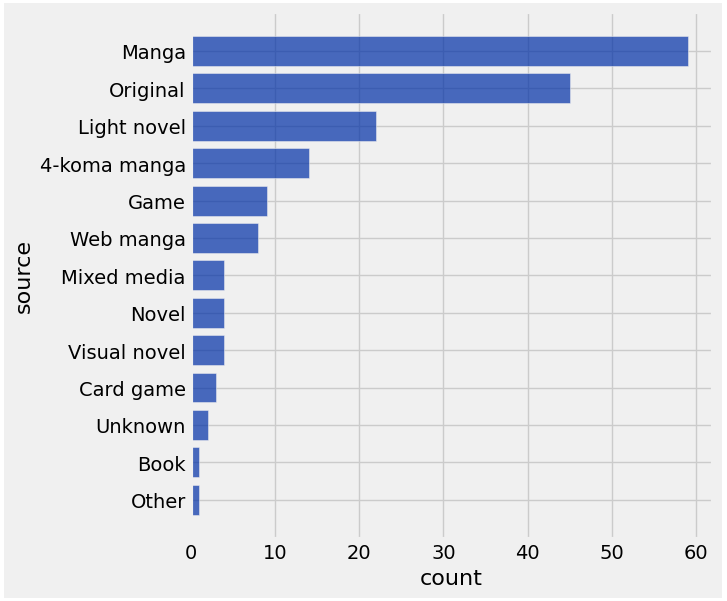 Manga
Original
Light novel
4-koma manga
Game
Web manga
Mixed media
Novel
Visual novel
Card game
Unknown
Book
Other
source
0 10 20 30 40 50 60
count